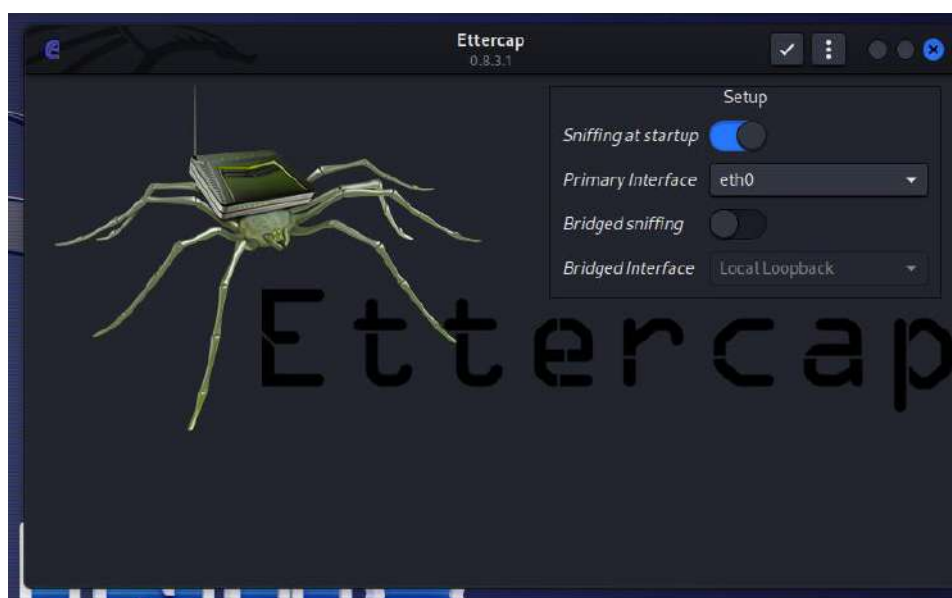 Ettercap
0.8.3.1
Setup
Sniffing at startup
Primary Interface eth0
Bridged sniffing
Bridged Interface Local Loopback
Ettercap